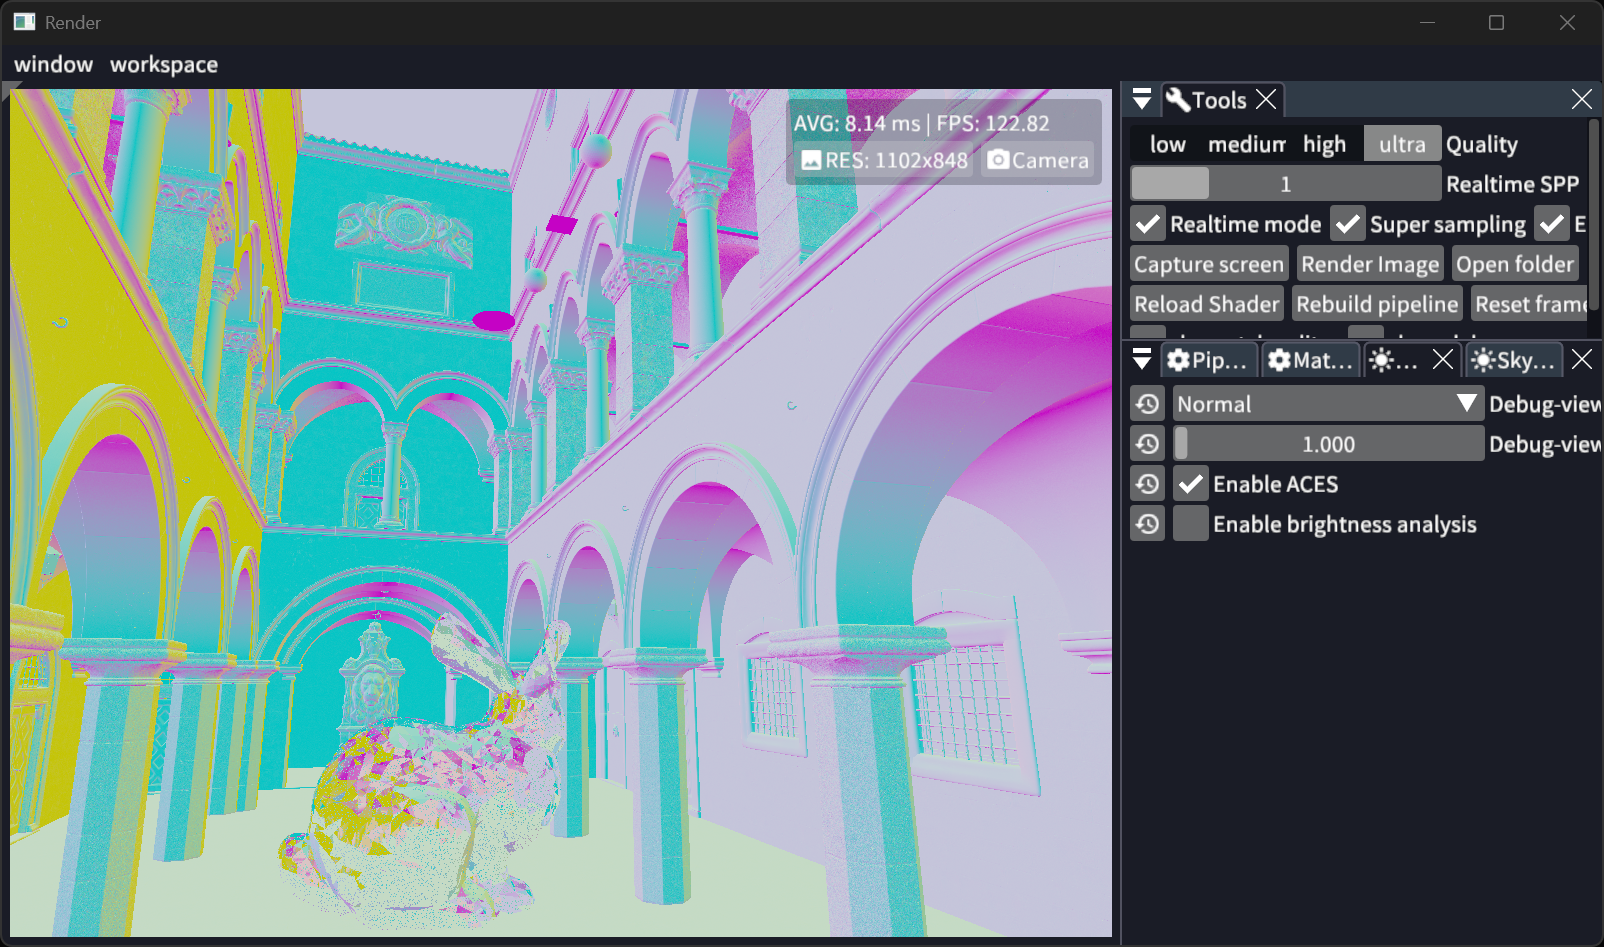 Render
window workspace
AVG: 8.14 ms | FPS: 122.82
RES: 1102x848 Camera
Tools
low medium high ultra Quality
1 Realtime SPP
Realtime mode Super sampling E
Capture screen Render Image Open folder
Reload Shader Rebuild pipeline Reset frame
Pip... Mat... ... Sky...
Normal Debug-view
1.000 Debug-view
Enable ACES
Enable brightness analysis